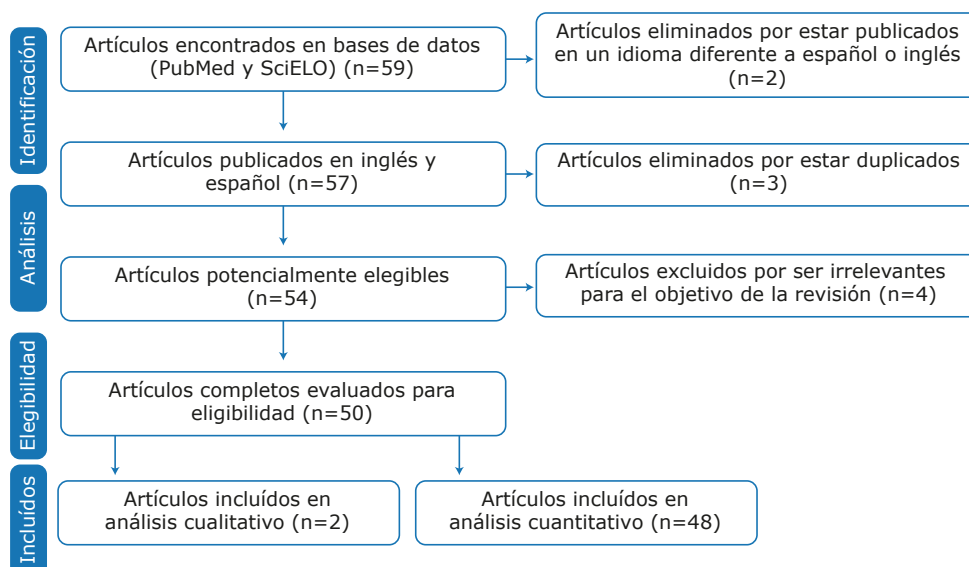 Identificación
Artículos encontrados en bases de datos
(PubMed y SciELO) (n=59)
Artículos eliminados por estar publicados
en un idioma diferente a español o inglés
(n=2)
Artículos publicados en inglés y
español (n=57)
Artículos eliminados por estar duplicados
(n=3)
Análisis
Artículos potencialmente elegibles
(n=54)
Artículos excluidos por ser irrelevantes
para el objetivo de la revisión (n=4)
Elegibilidad
Artículos completos evaluados para
eligibilidad (n=50)
Incluídos
Artículos incluídos en
análisis cualitativo (n=2)
Artículos incluídos en
análisis cuantitativo (n=48)